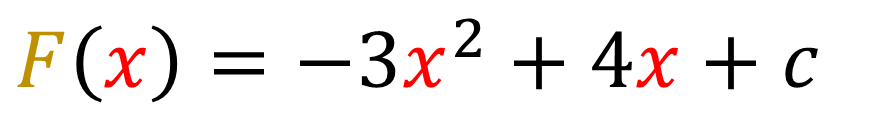 F(x) = −3x² + 4x + c